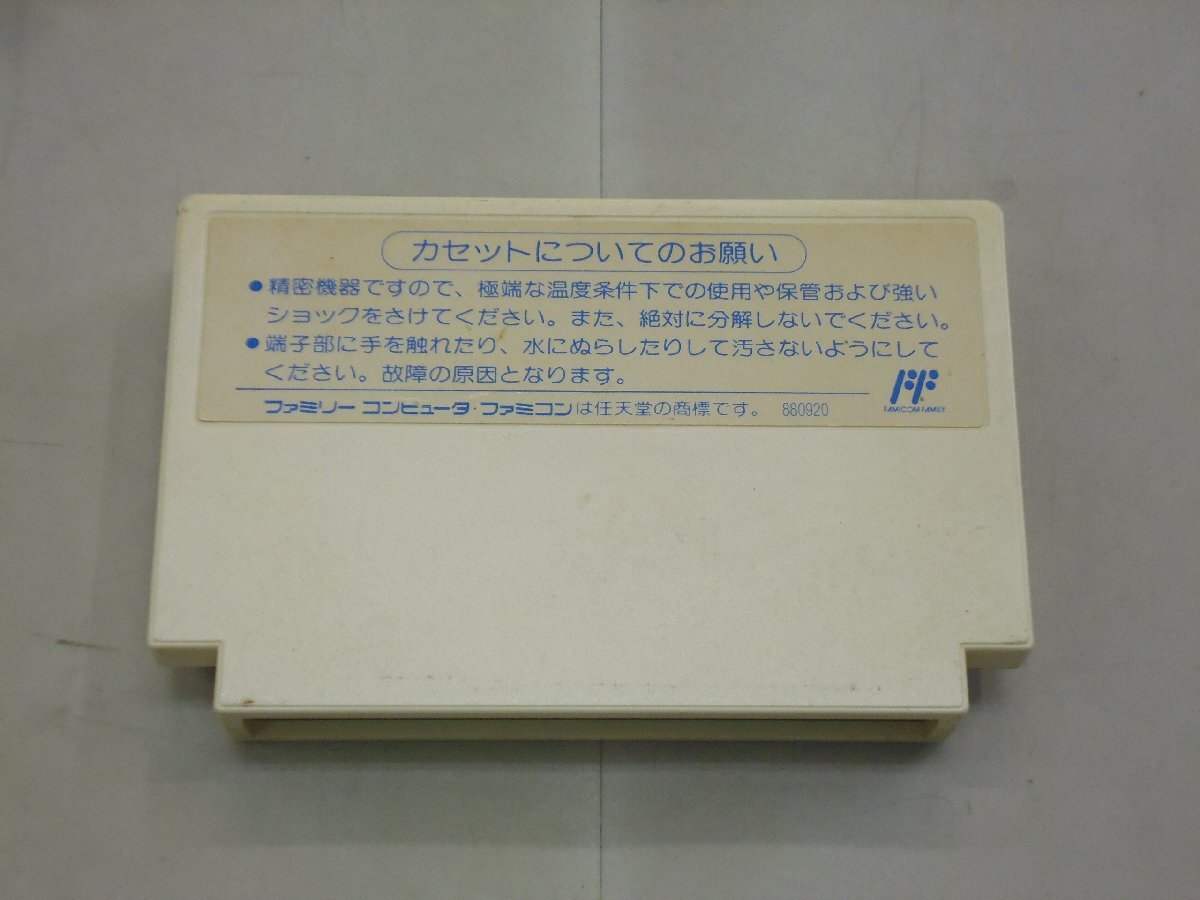 カセットについてのお願い
●精密機器ですので、極端な温度条件下での使用や保管および強い
ショックをさけてください。また、絶対に分解しないでください。
●端子部に手を触れたり、水にぬらしたりして汚さないようにして
ください。故障の原因となります。
FF
FAMICOM FAMILY
ファミリー コンピュータ・ファミコンは任天堂の商標です。 880920